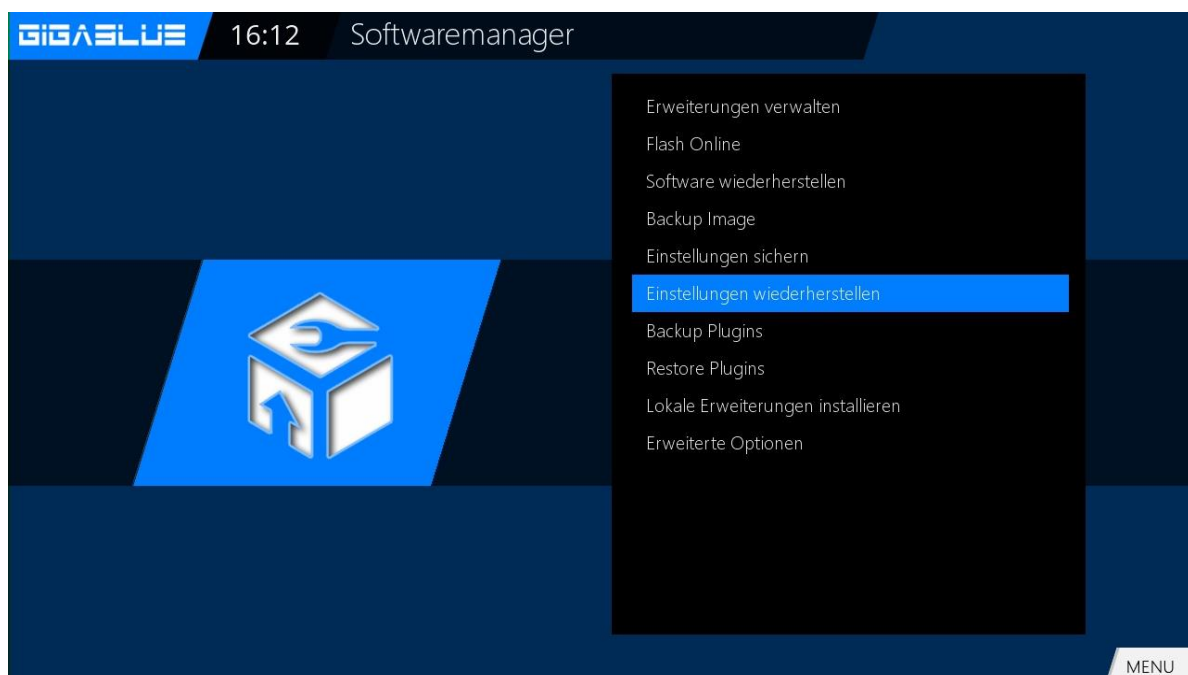 GIGABLUE 16:12 Softwaremanager
Erweiterungen verwalten
Flash Online
Software wiederherstellen
Backup Image
Einstellungen sichern
Einstellungen wiederherstellen
Backup Plugins
Restore Plugins
Lokale Erweiterungen installieren
Erweiterte Optionen
MENU